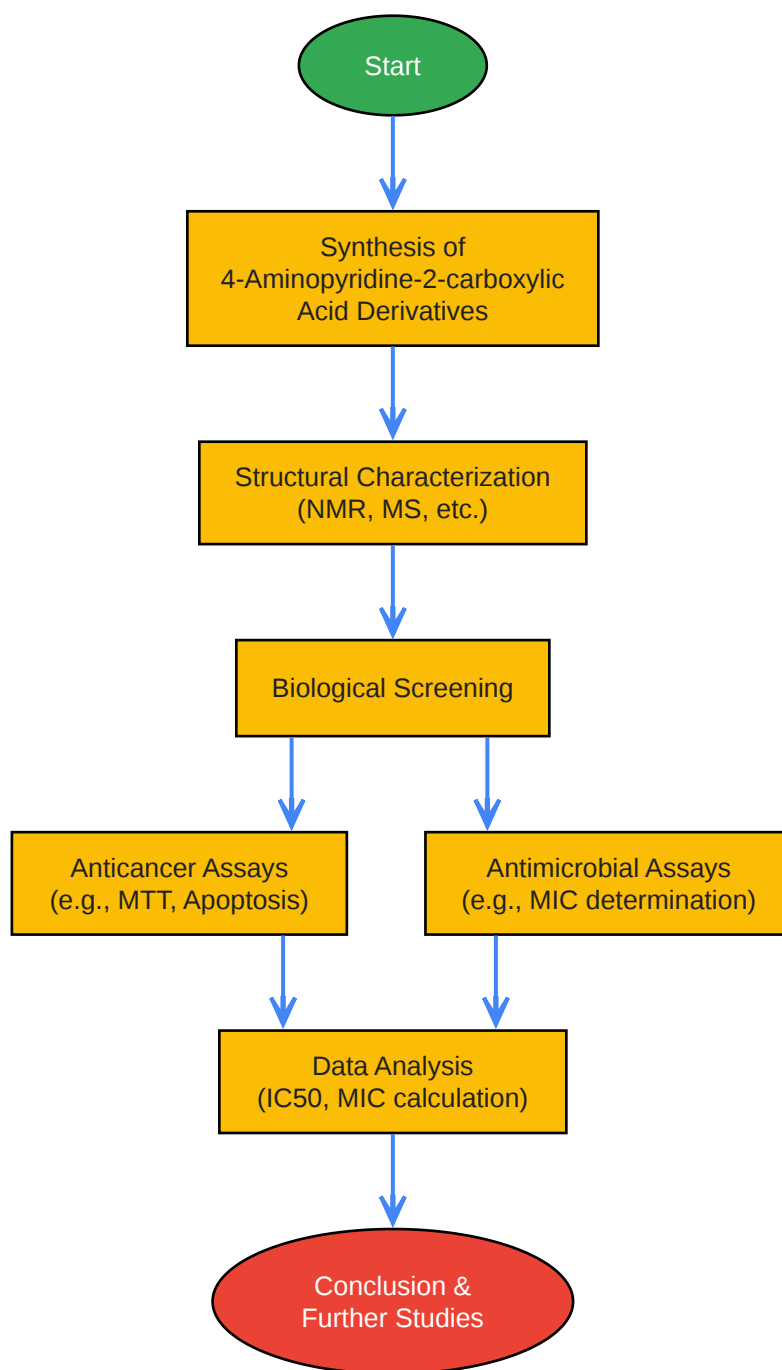 Start
Synthesis of
4-Aminopyridine-2-carboxylic
Acid Derivatives
Structural Characterization
(NMR, MS, etc.)
Biological Screening
Anticancer Assays
(e.g., MTT, Apoptosis)
Antimicrobial Assays
(e.g., MIC determination)
Data Analysis
(IC50, MIC calculation)
Conclusion &
Further Studies